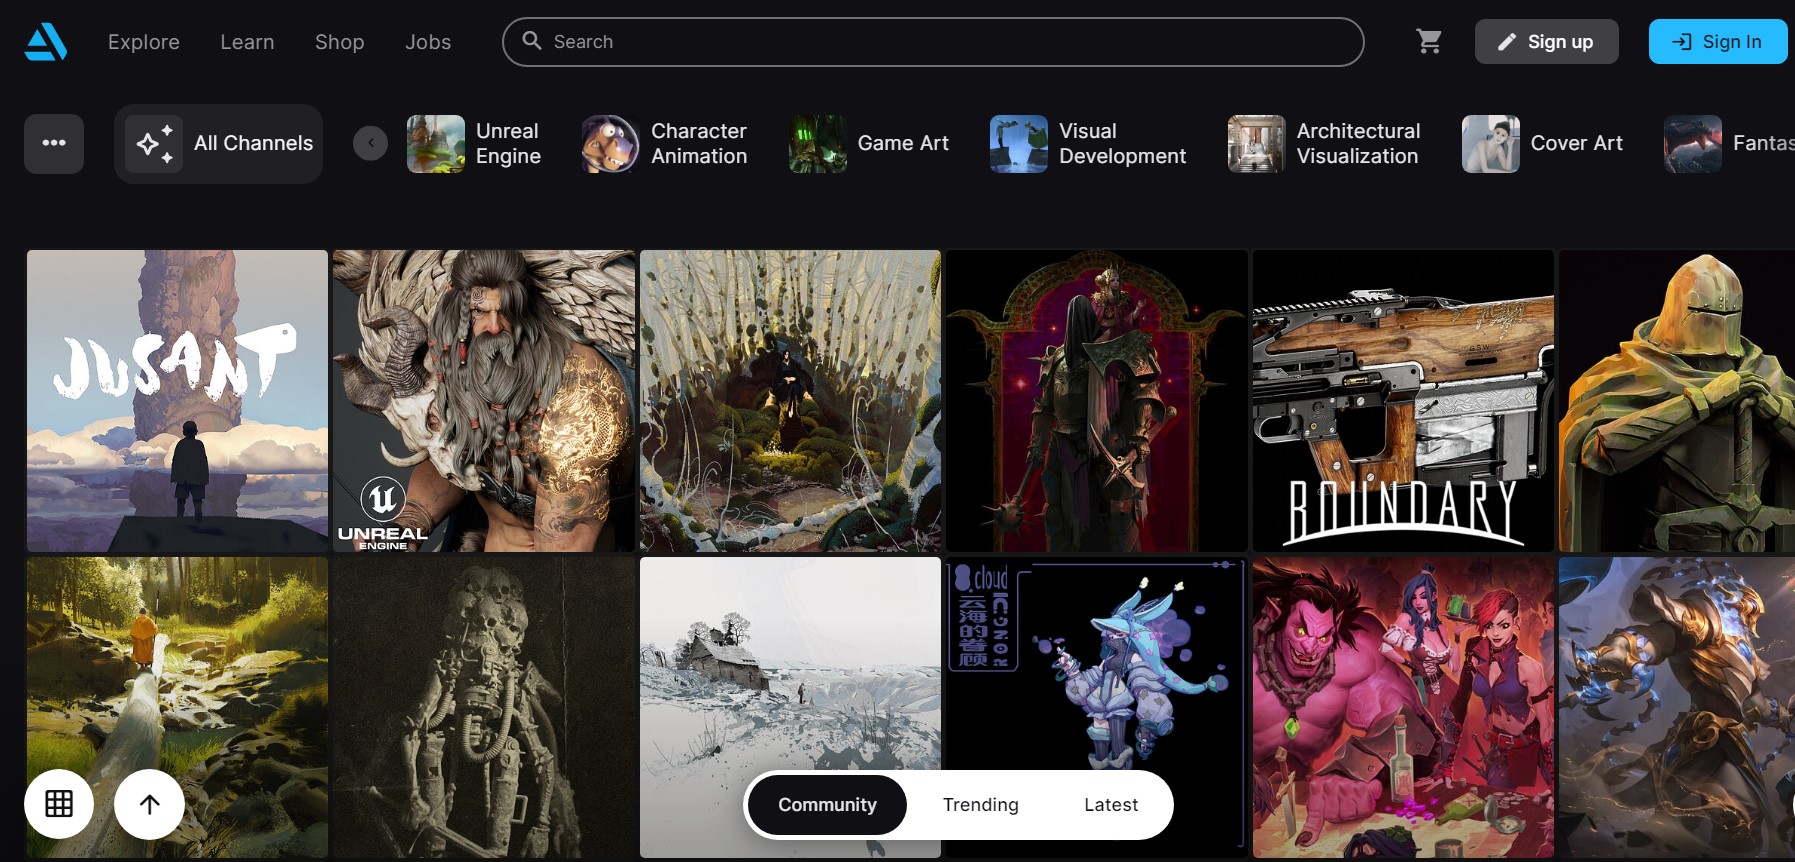 Explore
Learn
Shop
Jobs
Search
Sign up
Sign In
All Channels
Unreal
Engine
Character
Animation
Game Art
Visual
Development
Architectural
Visualization
Cover Art
Fantas
JUSANT
UNREAL
ENGINE
BOUNDARY
cloud
云海的眷顾
Community
Trending
Latest